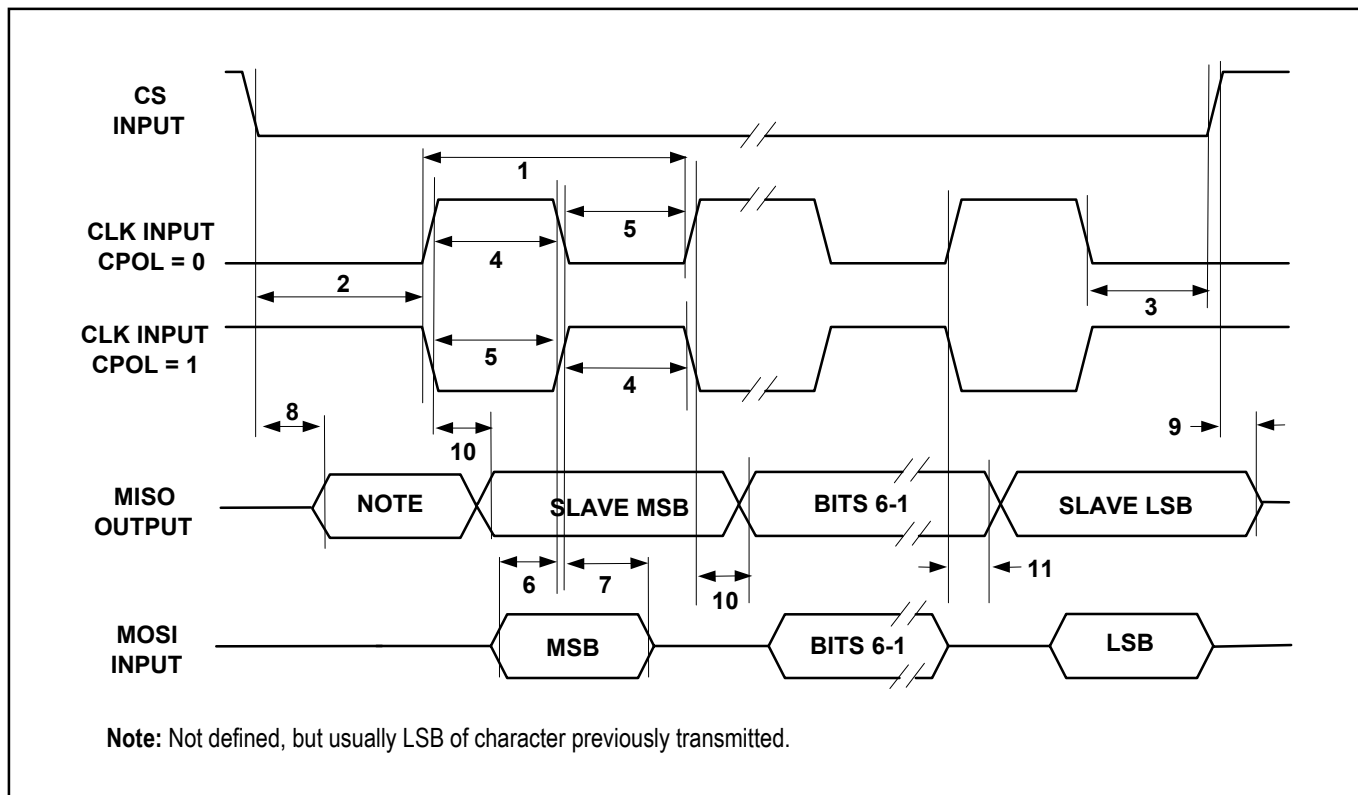 CS
INPUT
1
5
CLK INPUT
CPOL = 0
4
2
3
CLK INPUT
CPOL = 1
5
4
8
10
9
MISO
OUTPUT
NOTE
SLAVE MSB
BITS 6-1
SLAVE LSB
6
7
10
11
MOSI
INPUT
MSB
BITS 6-1
LSB
Note: Not defined, but usually LSB of character previously transmitted.